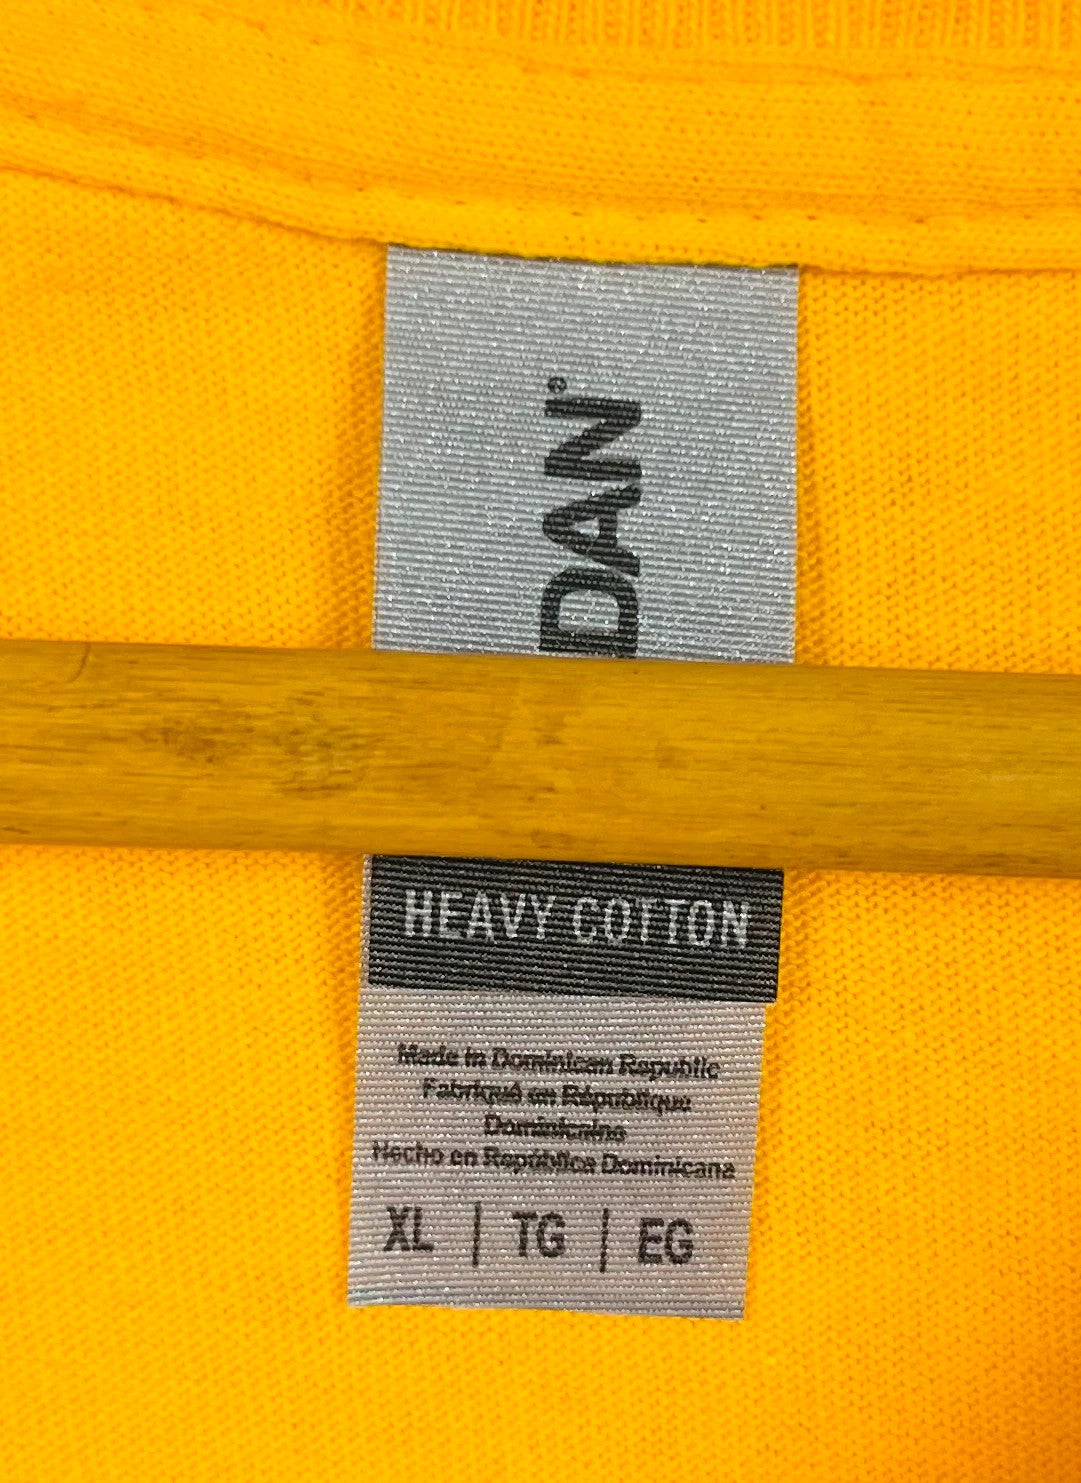 DAN®
HEAVY COTTON
Made in Dominican Republic
Fabriqué en République
Dominicaine
Hecho en República Dominicana
XL | TG | EG